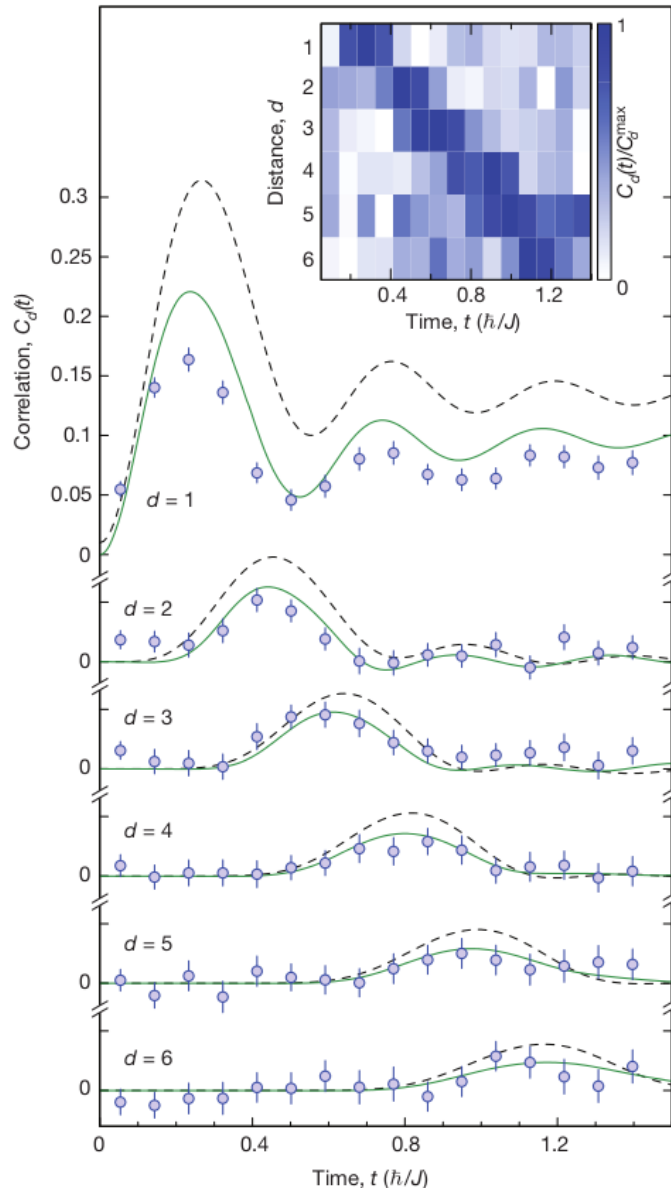 1
2
3
4
5
6
Distance, d
0.4
0.8
1.2
Time, t (ħ/J)
1
0
C_d(t)/C_d^max
0.3
0.25
0.2
0.15
0.1
0.05
0
Correlation, C_d(t)
d = 1
d = 2
0
d = 3
0
d = 4
0
d = 5
0
d = 6
0
0
0.4
0.8
1.2
Time, t (ħ/J)